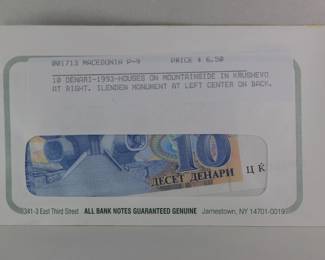 001713 MACEDONIA P-9 PRICE $ 6.50
10 DENARI-1993-HOUSES ON MOUNTAINSIDE IN KRUSHEVO
AT RIGHT. ILENDEN MONUMENT AT LEFT CENTER ON BACK.
10
ДЕСЕТ ДЕНАРИ
ЦЌ
341-3 East Third Street ALL BANK NOTES GUARANTEED GENUINE Jamestown, NY 14701-0019